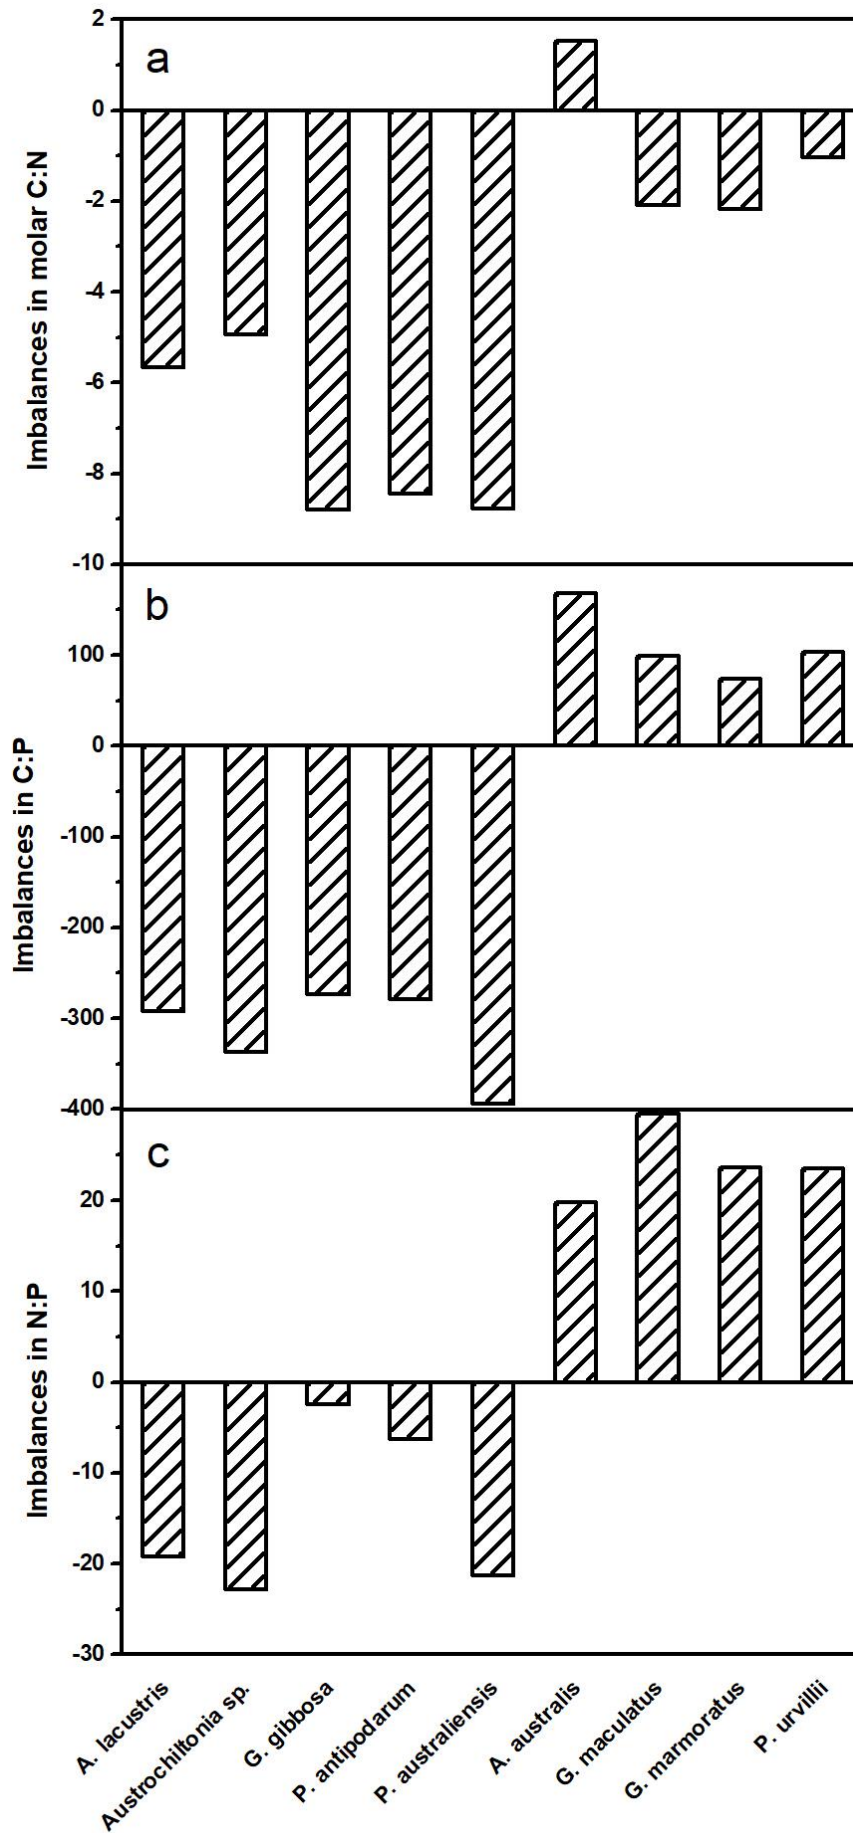 a
2
0
-2
-4
-6
-8
-10
Imbalances in molar C:N
b
100
0
-100
-200
-300
-400
Imbalances in C:P
c
20
10
0
-10
-20
-30
Imbalances in N:P
A. lacustris
Austrochiltonia sp.
G. gibbosa
P. antipodarum
P. australiensis
A. australis
G. maculatus
G. marmoratus
P. urvillii